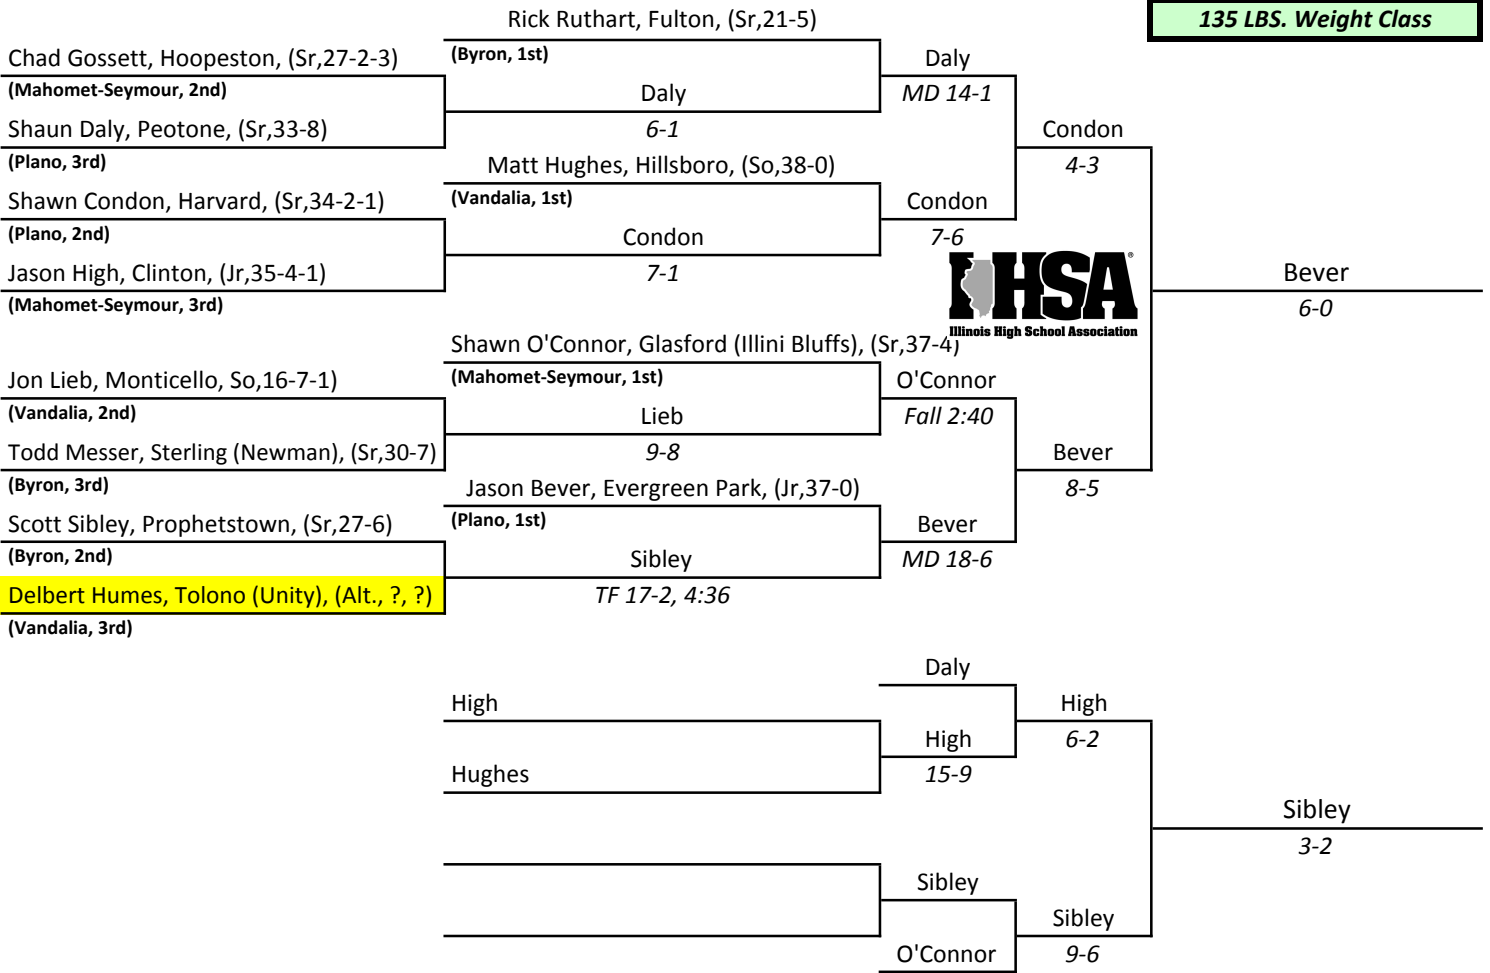 Rick Ruthart, Fulton, (Sr,21-5)
135 LBS. Weight Class
Chad Gossett, Hoopeston, (Sr,27-2-3)
(Byron, 1st)
Daly
(Mahomet-Seymour, 2nd)
Daly
MD 14-1
Shaun Daly, Peotone, (Sr,33-8)
6-1
Condon
(Plano, 3rd)
Matt Hughes, Hillsboro, (So,38-0)
4-3
Shawn Condon, Harvard, (Sr,34-2-1)
(Vandalia, 1st)
Condon
(Plano, 2nd)
Condon
7-6
Jason High, Clinton, (Jr,35-4-1)
7-1
IHSA®
Illinois High School Association
Bever
(Mahomet-Seymour, 3rd)
6-0
Shawn O'Connor, Glasford (Illini Bluffs), (Sr,37-4)
Jon Lieb, Monticello, So,16-7-1)
(Mahomet-Seymour, 1st)
O'Connor
(Vandalia, 2nd)
Lieb
Fall 2:40
Todd Messer, Sterling (Newman), (Sr,30-7)
9-8
Bever
(Byron, 3rd)
Jason Bever, Evergreen Park, (Jr,37-0)
8-5
Scott Sibley, Prophetstown, (Sr,27-6)
(Plano, 1st)
Bever
(Byron, 2nd)
Sibley
MD 18-6
Delbert Humes, Tolono (Unity), (Alt., ?, ?)
TF 17-2, 4:36
(Vandalia, 3rd)
Daly
High
High
High
6-2
Hughes
15-9
Sibley
3-2
Sibley
Sibley
O'Connor
9-6